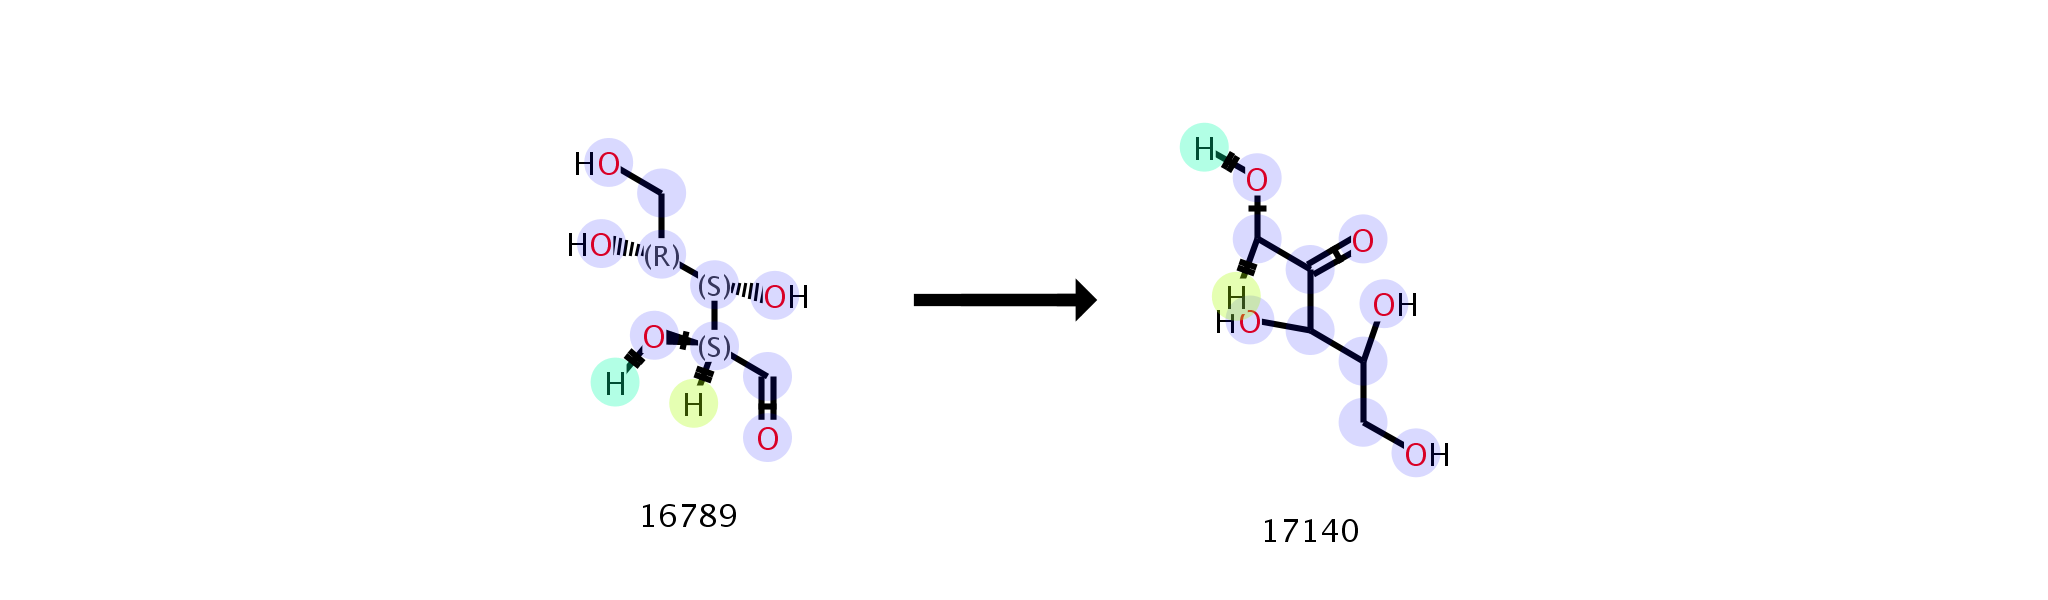 HO
HO (R)
(S) OH
O (S)
H H
O
16789
H
O
O
H
HO OH
OH
17140